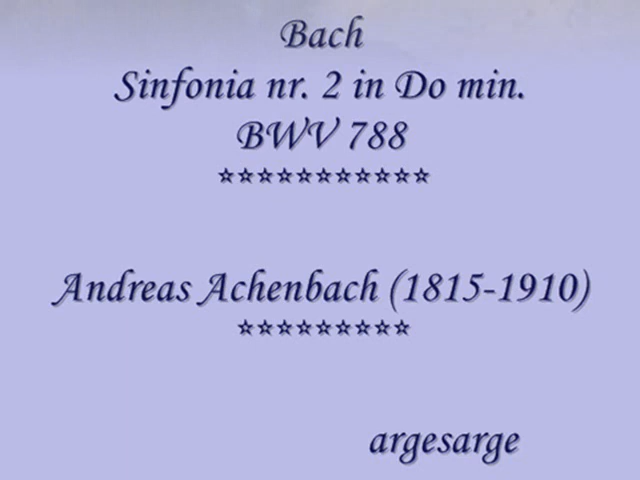 Bach
Sinfonia nr. 2 in Do min.
BWV 788
***********
Andreas Achenbach (1815-1910)
*********
argesarge